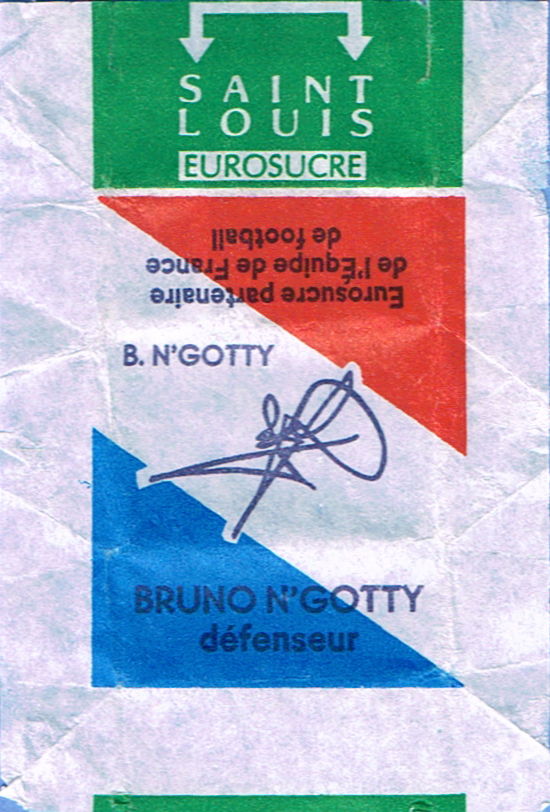 SAINT
LOUIS
EUROSUCRE
Eurosucre partenaire
de l'Équipe de France
de football
B. N'GOTTY
BRUNO N'GOTTY
défenseur